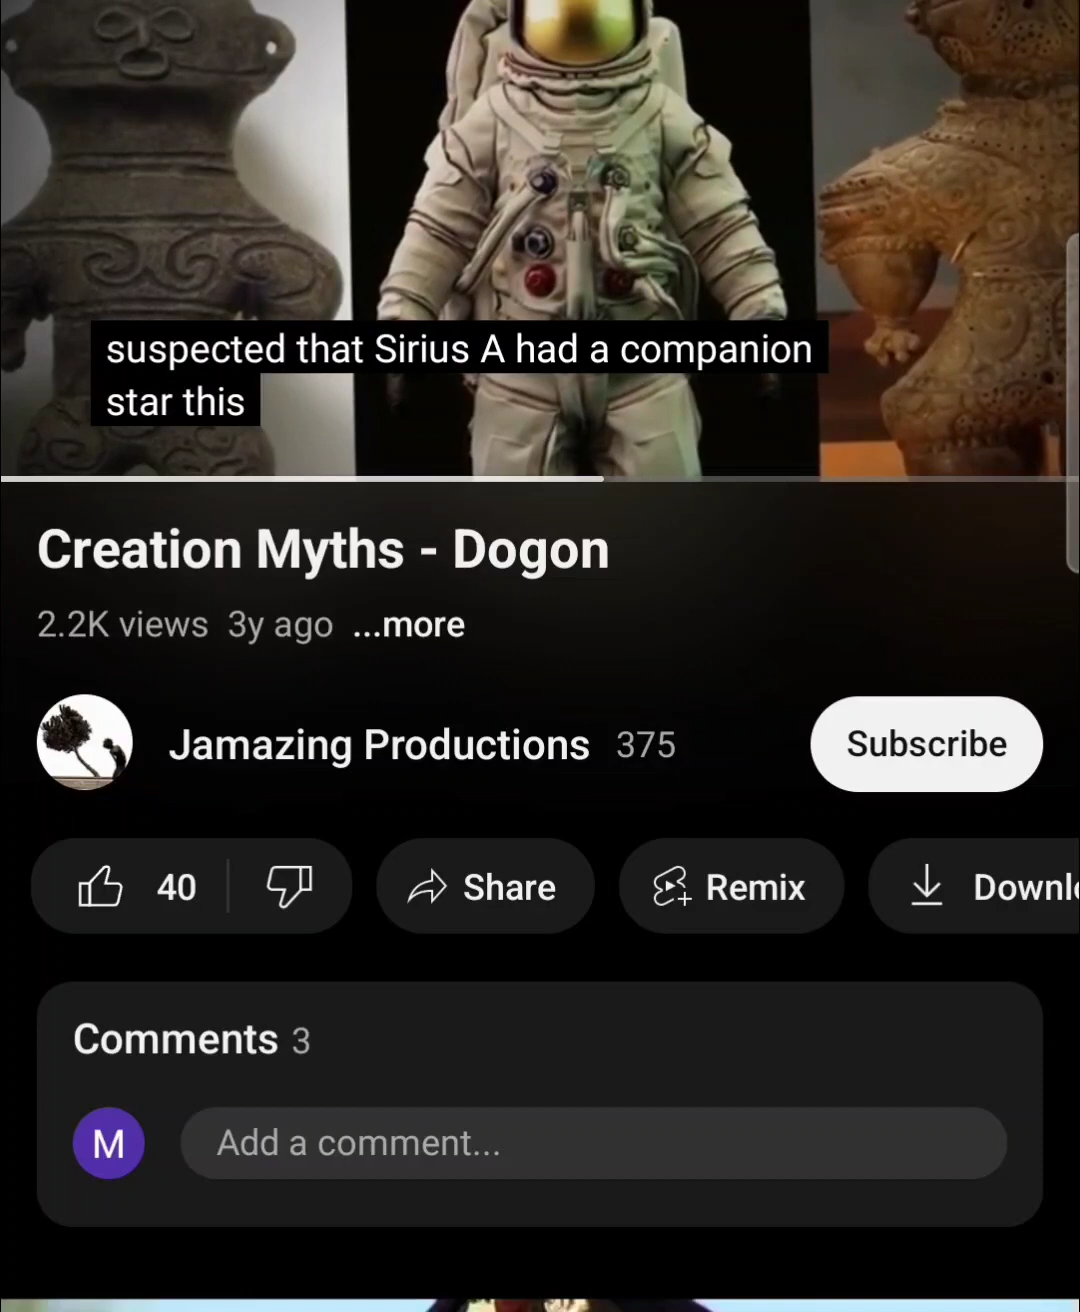 suspected that Sirius A had a companion
star this
Creation Myths - Dogon
2.2K views 3y ago ...more
Jamazing Productions 375
Subscribe
40
Share
Remix
Downlo
Comments 3
M
Add a comment...